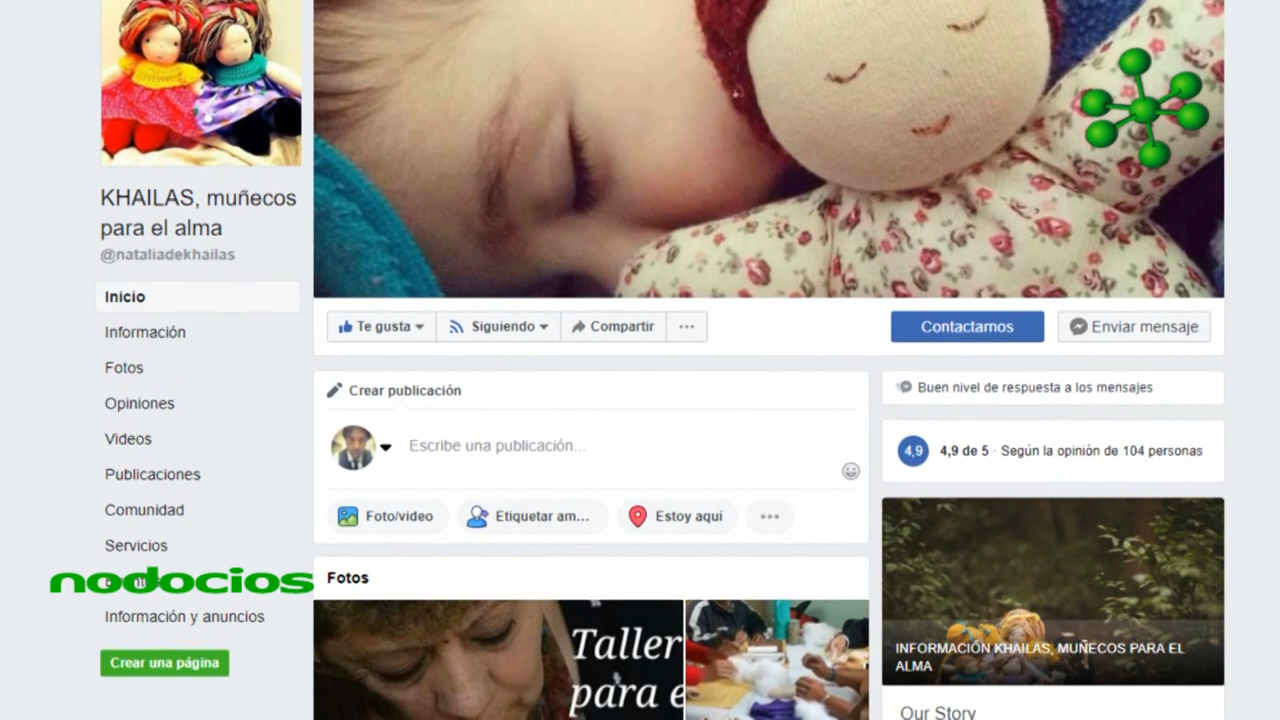 KHAILAS, muñecos
para el alma
@nataliadekhailas
Inicio
Información
Fotos
Opiniones
Videos
Publicaciones
Comunidad
Servicios
nodocios
Información y anuncios
Crear una página
Te gusta
Siguiendo
Compartir
Contactarnos
Enviar mensaje
Crear publicación
Escribe una publicación...
Foto/video
Etiquetar am...
Estoy aquí
Fotos
Taller
para e
Buen nivel de respuesta a los mensajes
4,9
4,9 de 5 · Según la opinión de 104 personas
INFORMACIÓN KHAILAS, MUÑECOS PARA EL
ALMA
Our Story